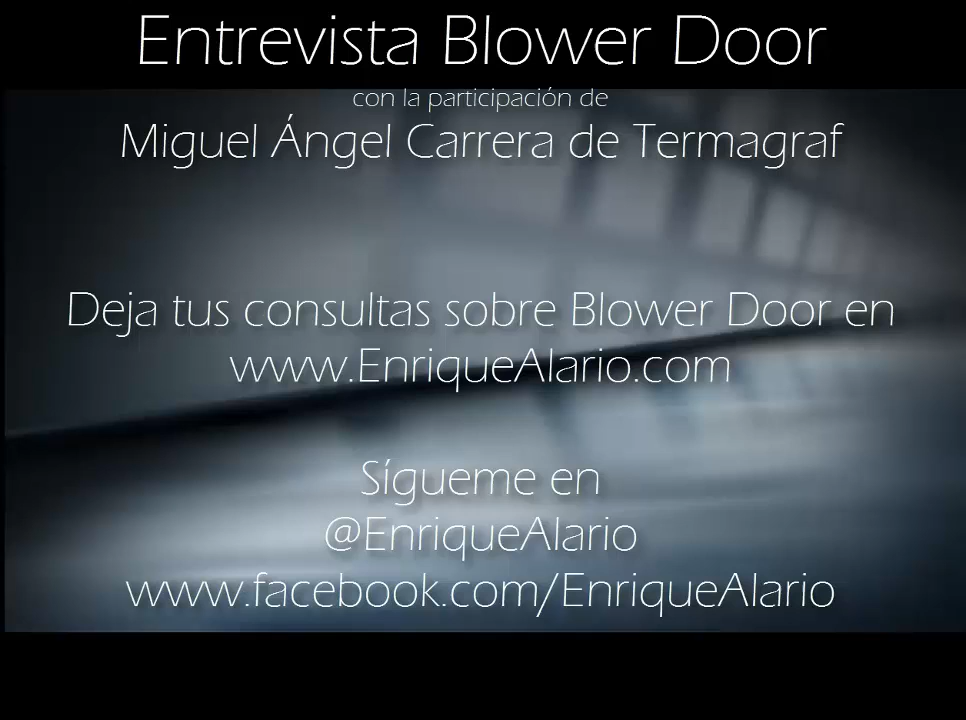 Entrevista Blower Door
con la participación de
Miguel Ángel Carrera de Termagraf
Deja tus consultas sobre Blower Door en
www.EnriqueAlario.com
Sígueme en
@EnriqueAlario
www.facebook.com/EnriqueAlario